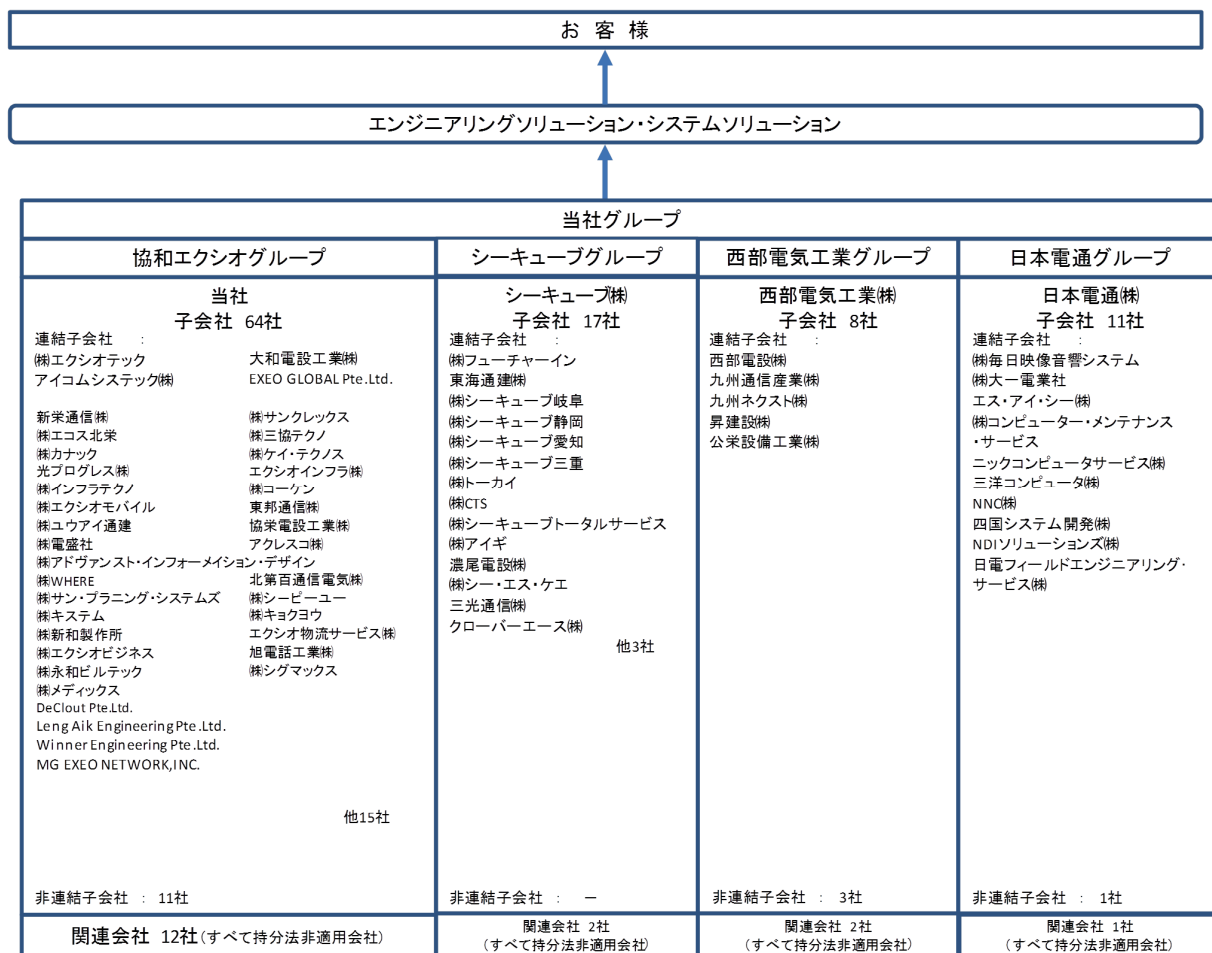 お 客 様
エンジニアリングソリューション・システムソリューション
当社グループ
協和エクシオグループ
当社
子会社 64社
連結子会社 :
㈱エクシオテック 大和電設工業㈱
アイコムシステック㈱ EXEO GLOBAL Pte.Ltd.
新栄通信㈱ ㈱サンクレックス
㈱エコス北栄 ㈱三協テクノ
㈱カナック ㈱ケイ・テクノス
光プログレス㈱ エクシオインフラ㈱
㈱インフラテクノ ㈱コーケン
㈱エクシオモバイル 東邦通信㈱
㈱ユウアイ通建 協栄電設工業㈱
㈱電盛社 アクレスコ㈱
㈱アドヴァンスト・インフォーメイション・デザイン
㈱WHERE 北第百通信電気㈱
㈱サン・プラニング・システムズ ㈱シーピーユー
㈱キステム ㈱キョクヨウ
㈱新和製作所 エクシオ物流サービス㈱
㈱エクシオビジネス 旭電話工業㈱
㈱永和ビルテック ㈱シグマックス
㈱メディックス
DeClout Pte.Ltd.
Leng Aik Engineering Pte.Ltd.
Winner Engineering Pte.Ltd.
MG EXEO NETWORK,INC.
他15社
非連結子会社 : 11社
関連会社 12社(すべて持分法非適用会社)
シーキューブグループ
シーキューブ㈱
子会社 17社
連結子会社 :
㈱フューチャーイン
東海通建㈱
㈱シーキューブ岐阜
㈱シーキューブ静岡
㈱シーキューブ愛知
㈱シーキューブ三重
㈱トーカイ
㈱CTS
㈱シーキューブトータルサービス
㈱アイギ
濃尾電設㈱
㈱シー・エス・ケエ
三光通信㈱
クローバーエース㈱
他3社
非連結子会社 : －
関連会社 2社
(すべて持分法非適用会社)
西部電気工業グループ
西部電気工業㈱
子会社 8社
連結子会社 :
西部電設㈱
九州通信産業㈱
九州ネクスト㈱
昇建設㈱
公栄設備工業㈱
非連結子会社 : 3社
関連会社 2社
(すべて持分法非適用会社)
日本電通グループ
日本電通㈱
子会社 11社
連結子会社 :
㈱毎日映像音響システム
㈱大一電業社
エス・アイ・シー㈱
㈱コンピューター・メンテナンス
・サービス
ニックコンピュータサービス㈱
三洋コンピュータ㈱
NNC㈱
四国システム開発㈱
NDIソリューションズ㈱
日電フィールドエンジニアリング・
サービス㈱
非連結子会社 : 1社
関連会社 1社
(すべて持分法非適用会社)